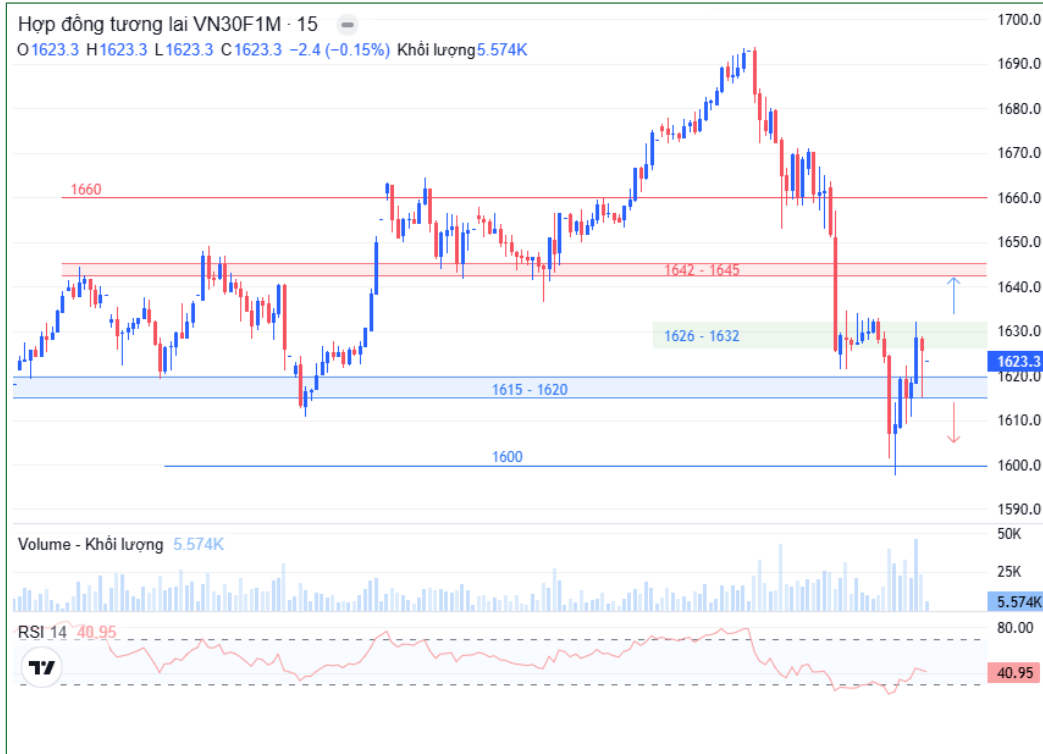 Hợp đồng tương lai VN30F1M · 15
O1623.3 H1623.3 L1623.3 C1623.3 −2.4 (−0.15%) Khối lượng5.574K
1700.0
1690.0
1680.0
1670.0
1660
1660.0
1650.0
1642 - 1645
1640.0
1626 - 1632
1630.0
1623.3
1620.0
1615 - 1620
1610.0
1600
1600.0
1590.0
Volume - Khối lượng 5.574K
50K
25K
5.574K
RSI 14 40.95
80.00
40.95